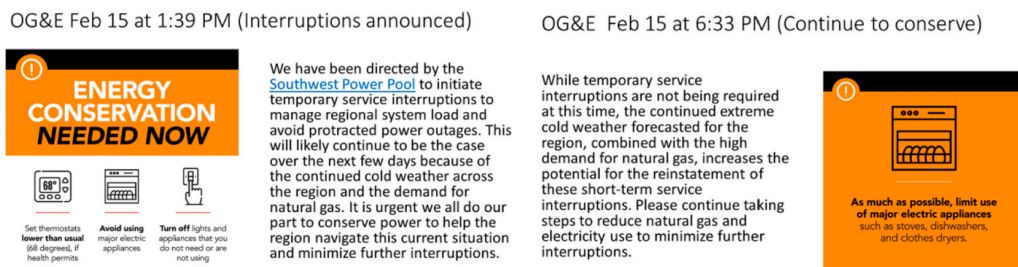 OG&E Feb 15 at 1:39 PM (Interruptions announced)
ENERGY
CONSERVATION
NEEDED NOW
68°
Set thermostats
lower than usual
(68 degrees), if
health permits
Avoid using
major electric
appliances
Turn off lights and
appliances that you
do not need or are
not using
We have been directed by the
Southwest Power Pool to initiate
temporary service interruptions to
manage regional system load and
avoid protracted power outages. This
will likely continue to be the case
over the next few days because of
the continued cold weather across
the region and the demand for
natural gas. It is urgent we all do our
part to conserve power to help the
region navigate this current situation
and minimize further interruptions.
OG&E  Feb 15 at 6:33 PM (Continue to conserve)
While temporary service
interruptions are not being required
at this time, the continued extreme
cold weather forecasted for the
region, combined with the high
demand for natural gas, increases the
potential for the reinstatement of
these short-term service
interruptions. Please continue taking
steps to reduce natural gas and
electricity use to minimize further
interruptions.
As much as possible, limit use
of major electric appliances
such as stoves, dishwashers,
and clothes dryers.